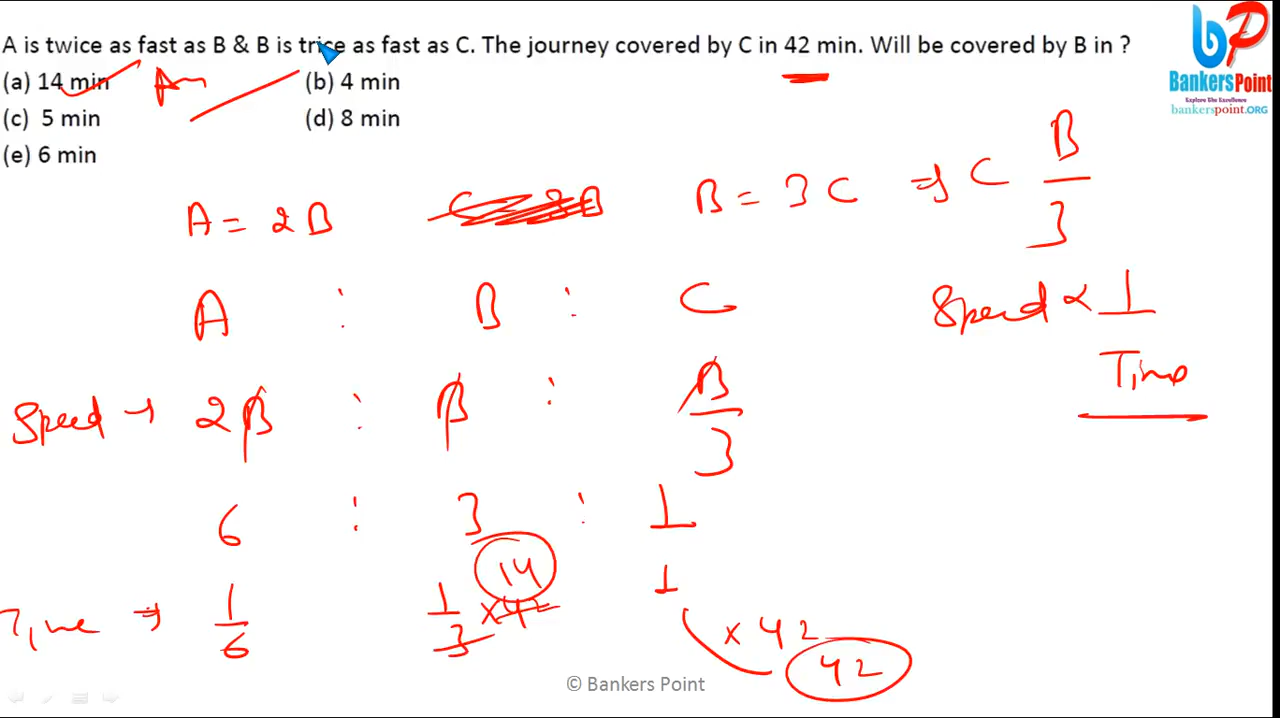 A is twice as fast as B & B is trice as fast as C. The journey covered by C in 42 min. Will be covered by B in ?
(a) 14 min Ans (b) 4 min
(c) 5 min (d) 8 min
(e) 6 min
bP
BankersPoint
Explore The Excellence
bankerspoint.ORG
A = 2B B = 3C ⇒ C B/3
A : B : C
Speed ∝ 1/Time
Speed → 2B : B : B/3
6 : 3 : 1
14
Time ⇒ 1/6 1/3 ×42 1
× 42
42
© Bankers Point